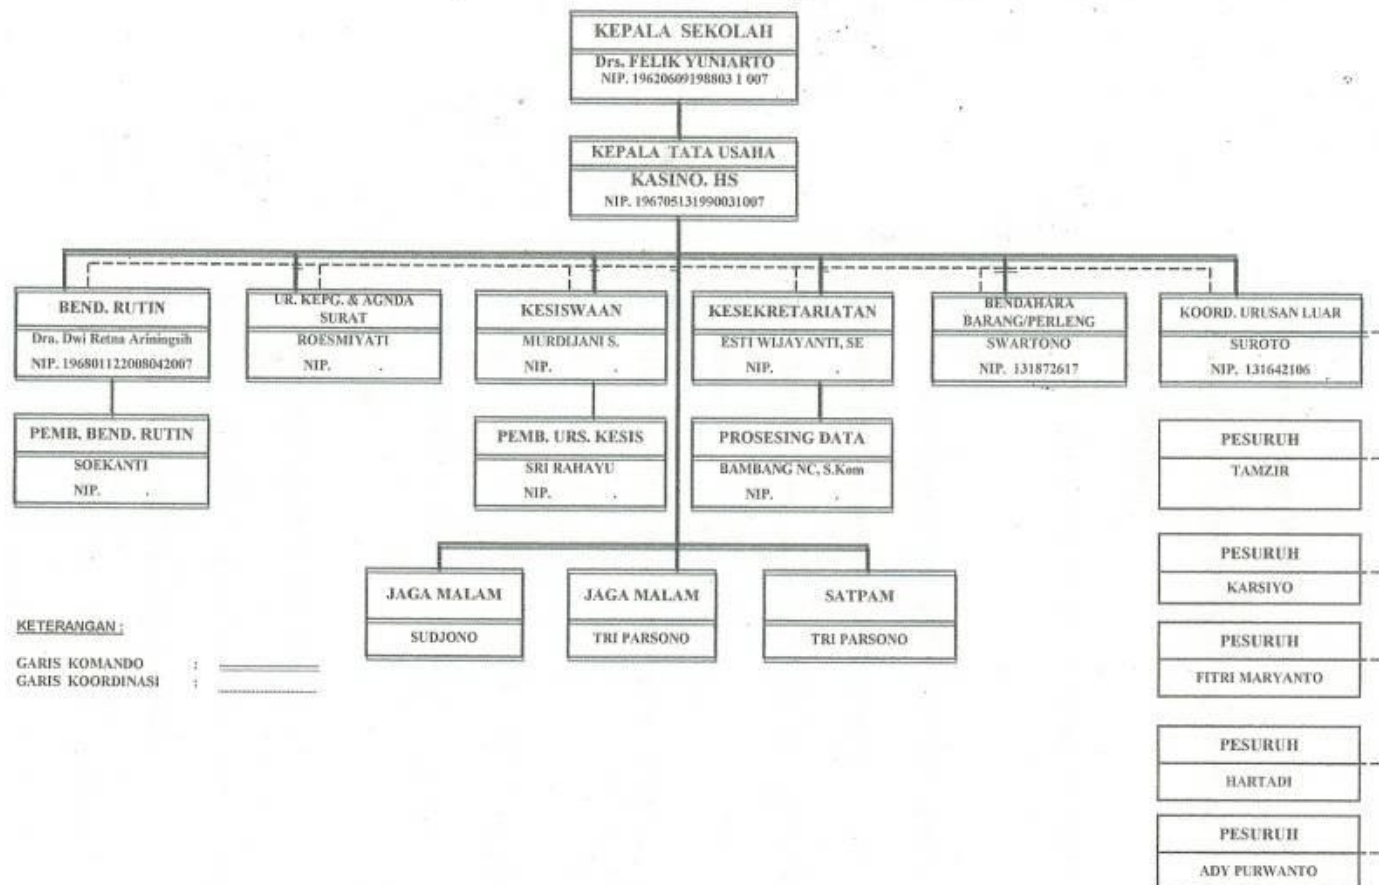 KEPALA SEKOLAH
Drs. FELIK YUNIARTO
NIP. 19620609198803 1 007
KEPALA TATA USAHA
KASINO. HS
NIP. 196705131990031007
BEND. RUTIN
Dra. Dwi Retna Ariningsih
NIP. 196801122008042007
UR. KEPG. & AGNDA
SURAT
ROESMIYATI
NIP. .
KESISWAAN
MURDIJANI S.
NIP. .
KESEKRETARIATAN
ESTI WIJAYANTI, SE
NIP. .
BENDAHARA
BARANG/PERLENG
SWARTONO
NIP. 131872617
KOORD. URUSAN LUAR
SUROTO
NIP. 131642106
PEMB. BEND. RUTIN
SOEKANTI
NIP. .
PEMB. URS. KESIS
SRI RAHAYU
NIP. .
PROSESING DATA
BAMBANG NC, S.Kom
NIP. .
PESURUH
TAMZIR
PESURUH
KARSIYO
PESURUH
FITRI MARYANTO
PESURUH
HARTADI
PESURUH
ADY PURWANTO
JAGA MALAM
SUDJONO
JAGA MALAM
TRI PARSONO
SATPAM
TRI PARSONO
KETERANGAN :
GARIS KOMANDO :
GARIS KOORDINASI :